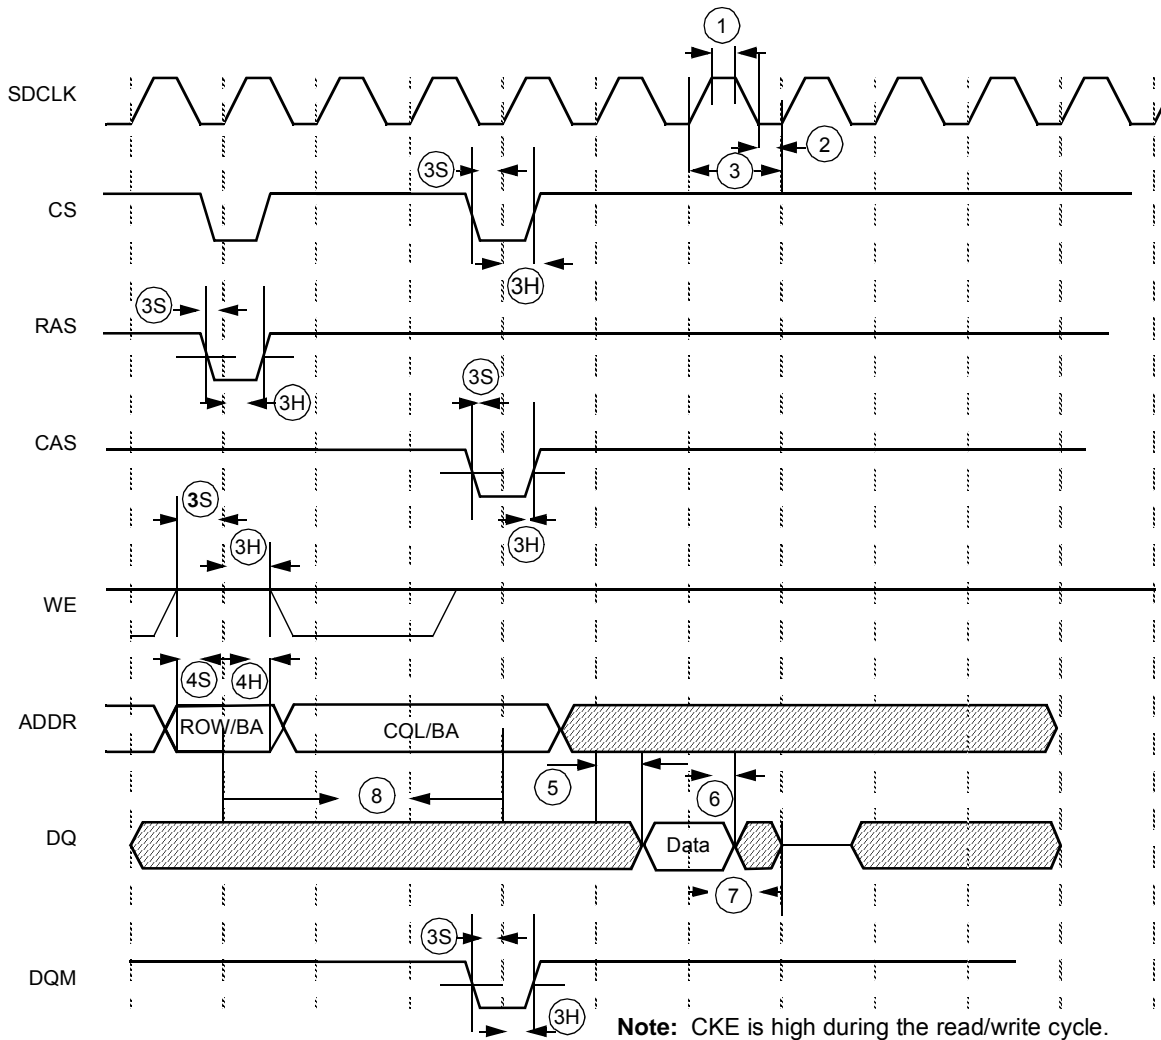 1
SDCLK
2
3S
3
CS
3H
3S
RAS
3S
3H
CAS
3S
3H
3H
WE
4S
4H
ADDR
ROW/BA
COL/BA
5
6
8
DQ
Data
7
3S
DQM
3H
Note: CKE is high during the read/write cycle.